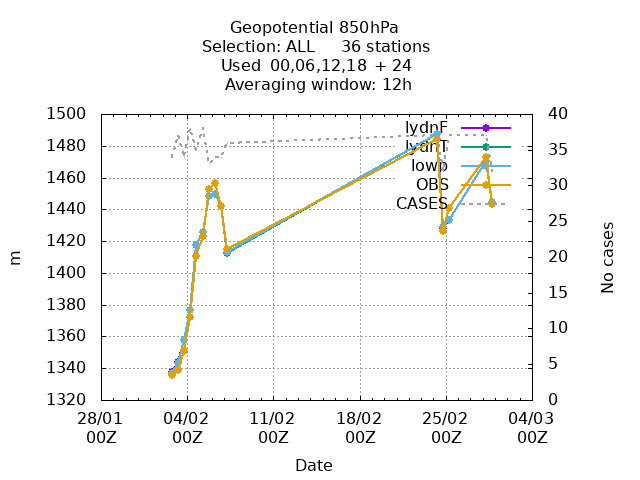 Geopotential 850hPa
Selection: ALL 36 stations
Used 00,06,12,18 + 24
Averaging window: 12h
1500
1480
1460
1440
1420
1400
1380
1360
1340
1320
m
40
35
30
25
20
15
10
5
0
No cases
lydnF
lydnT
lowp
OBS
CASES
28/01 04/02 11/02 18/02 25/02 04/03
00Z 00Z 00Z 00Z 00Z 00Z
Date